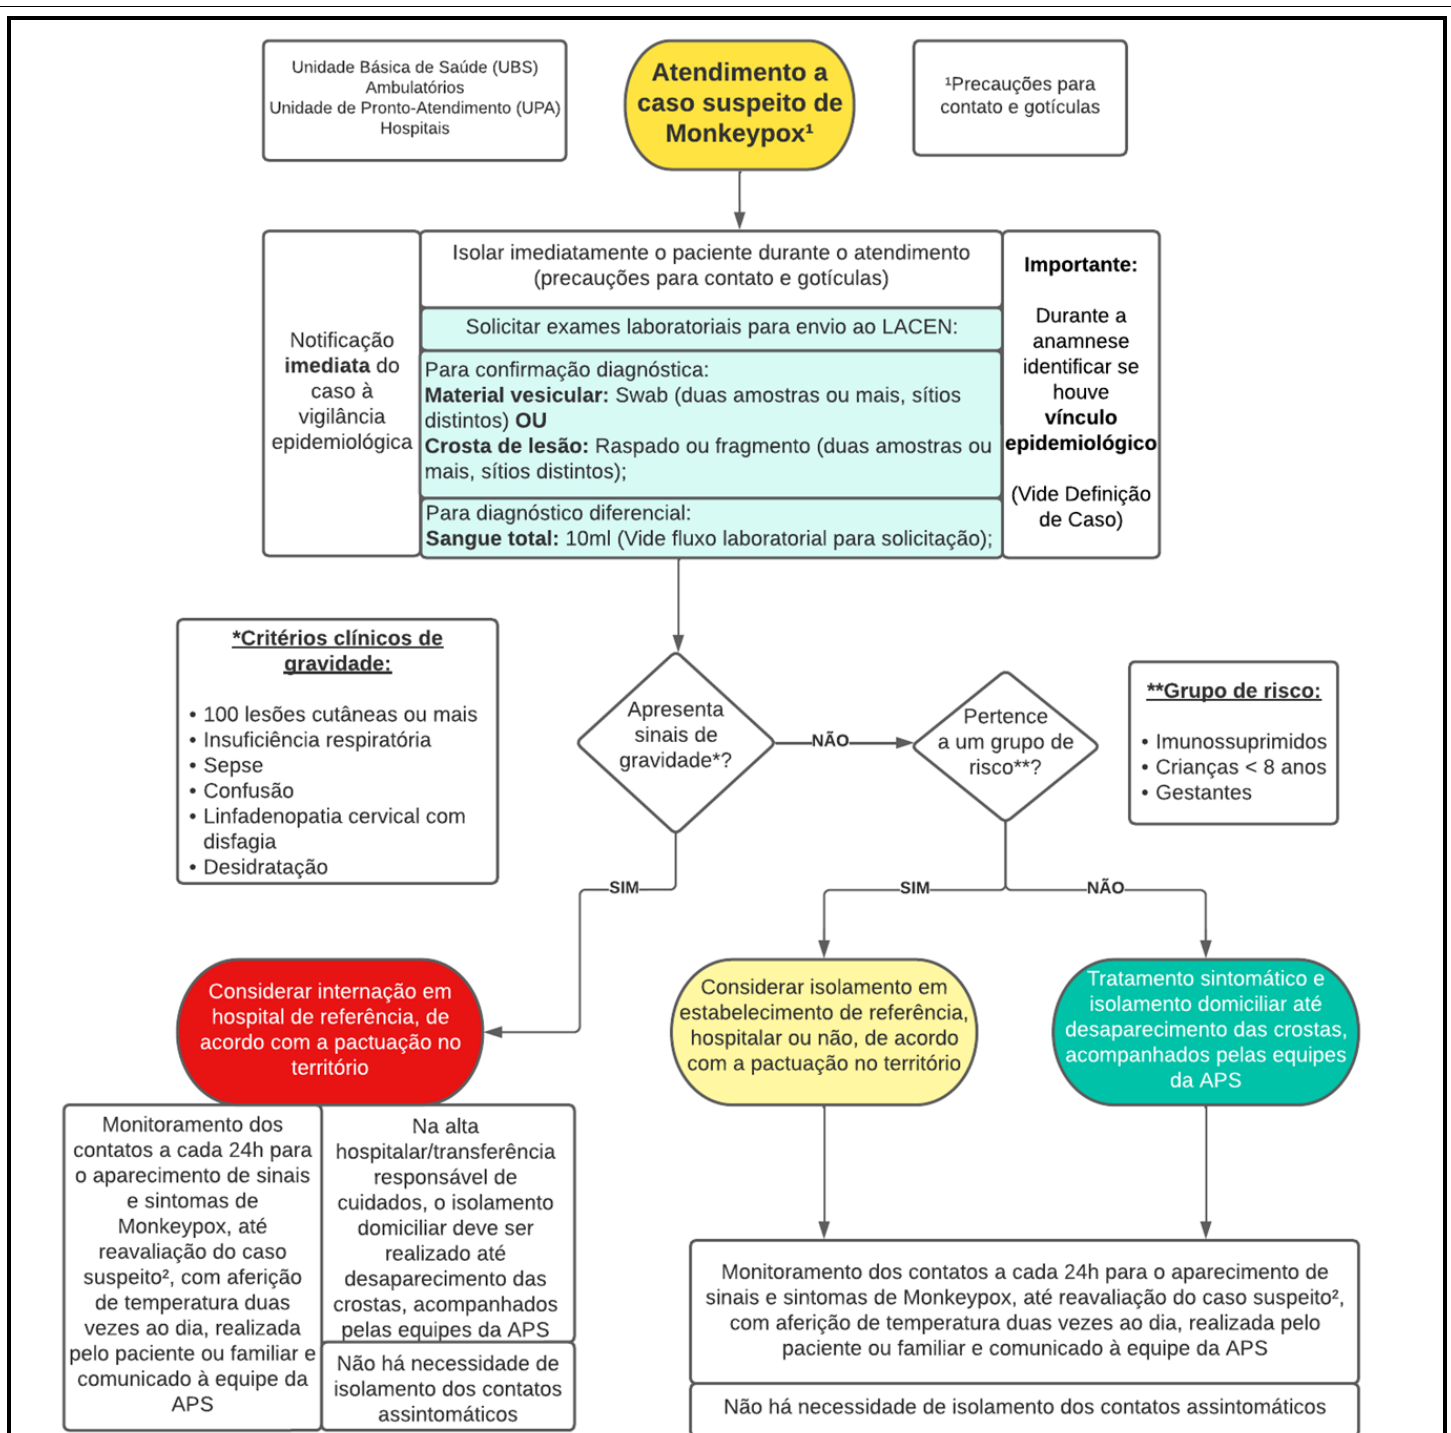 Unidade Básica de Saúde (UBS)
Ambulatórios
Unidade de Pronto-Atendimento (UPA)
Hospitais
Atendimento a
caso suspeito de
Monkeypox¹
¹Precauções para
contato e gotículas
Notificação
imediata do
caso à
vigilância
epidemiológica
Isolar imediatamente o paciente durante o atendimento
(precauções para contato e gotículas)
Solicitar exames laboratoriais para envio ao LACEN:
Para confirmação diagnóstica:
Material vesicular: Swab (duas amostras ou mais, sítios
distintos) OU
Crosta de lesão: Raspado ou fragmento (duas amostras ou
mais, sítios distintos);
Para diagnóstico diferencial:
Sangue total: 10ml (Vide fluxo laboratorial para solicitação);
Importante:
Durante a
anamnese
identificar se
houve
vínculo
epidemiológico
(Vide Definição
de Caso)
*Critérios clínicos de
gravidade:
• 100 lesões cutâneas ou mais
• Insuficiência respiratória
• Sepse
• Confusão
• Linfadenopatia cervical com
disfagia
• Desidratação
Apresenta
sinais de
gravidade*?
NÃO
Pertence
a um grupo de
risco**?
**Grupo de risco:
• Imunossuprimidos
• Crianças < 8 anos
• Gestantes
SIM
SIM
NÃO
Considerar internação em
hospital de referência, de
acordo com a pactuação no
território
Considerar isolamento em
estabelecimento de referência,
hospitalar ou não, de acordo
com a pactuação no território
Tratamento sintomático e
isolamento domiciliar até
desaparecimento das crostas,
acompanhados pelas equipes
da APS
Monitoramento dos
contatos a cada 24h para
o aparecimento de sinais
e sintomas de
Monkeypox, até
reavaliação do caso
suspeito², com aferição
de temperatura duas
vezes ao dia, realizada
pelo paciente ou familiar e
comunicado à equipe da
APS
Na alta
hospitalar/transferência
responsável de
cuidados, o isolamento
domiciliar deve ser
realizado até
desaparecimento das
crostas, acompanhados
pelas equipes da APS
Não há necessidade de
isolamento dos contatos
assintomáticos
Monitoramento dos contatos a cada 24h para o aparecimento de
sinais e sintomas de Monkeypox, até reavaliação do caso suspeito²,
com aferição de temperatura duas vezes ao dia, realizada pelo
paciente ou familiar e comunicado à equipe da APS
Não há necessidade de isolamento dos contatos assintomáticos